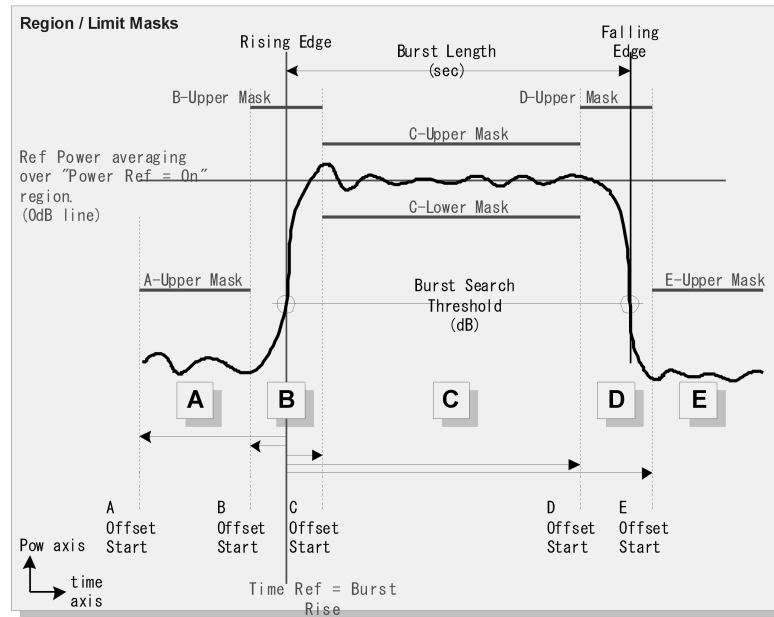 Region / Limit Masks
Rising Edge
Falling
Edge
Burst Length
(sec)
B-Upper Mask
D-Upper Mask
C-Upper Mask
Ref Power averaging
over "Power Ref = On"
region.
(0dB line)
C-Lower Mask
A-Upper Mask
E-Upper Mask
Burst Search
Threshold
(dB)
A
B
C
D
E
A
Offset
Start
B
Offset
Start
C
Offset
Start
D
Offset
Start
E
Offset
Start
Pow axis
time
axis
Time Ref = Burst
Rise